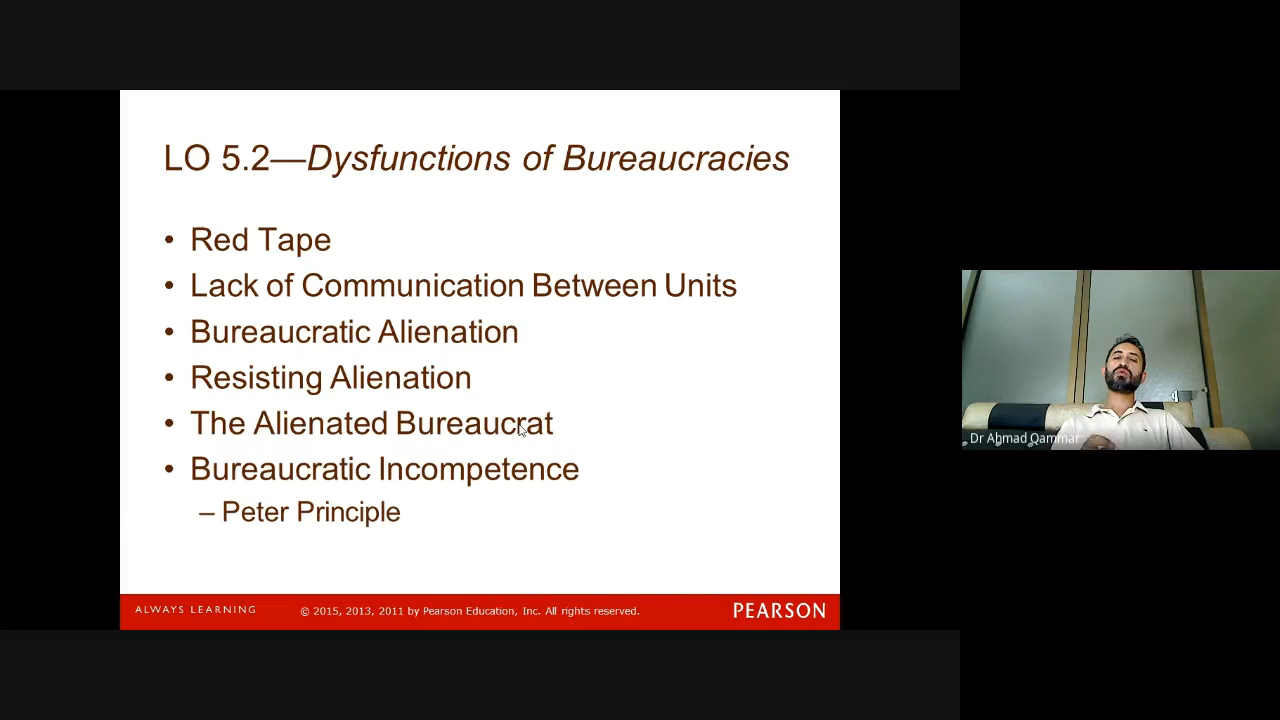 LO 5.2—Dysfunctions of Bureaucracies
• Red Tape
• Lack of Communication Between Units
• Bureaucratic Alienation
• Resisting Alienation
• The Alienated Bureaucrat
• Bureaucratic Incompetence
– Peter Principle
ALWAYS LEARNING
© 2015, 2013, 2011 by Pearson Education, Inc. All rights reserved.
PEARSON
Dr Ahmad Qammar